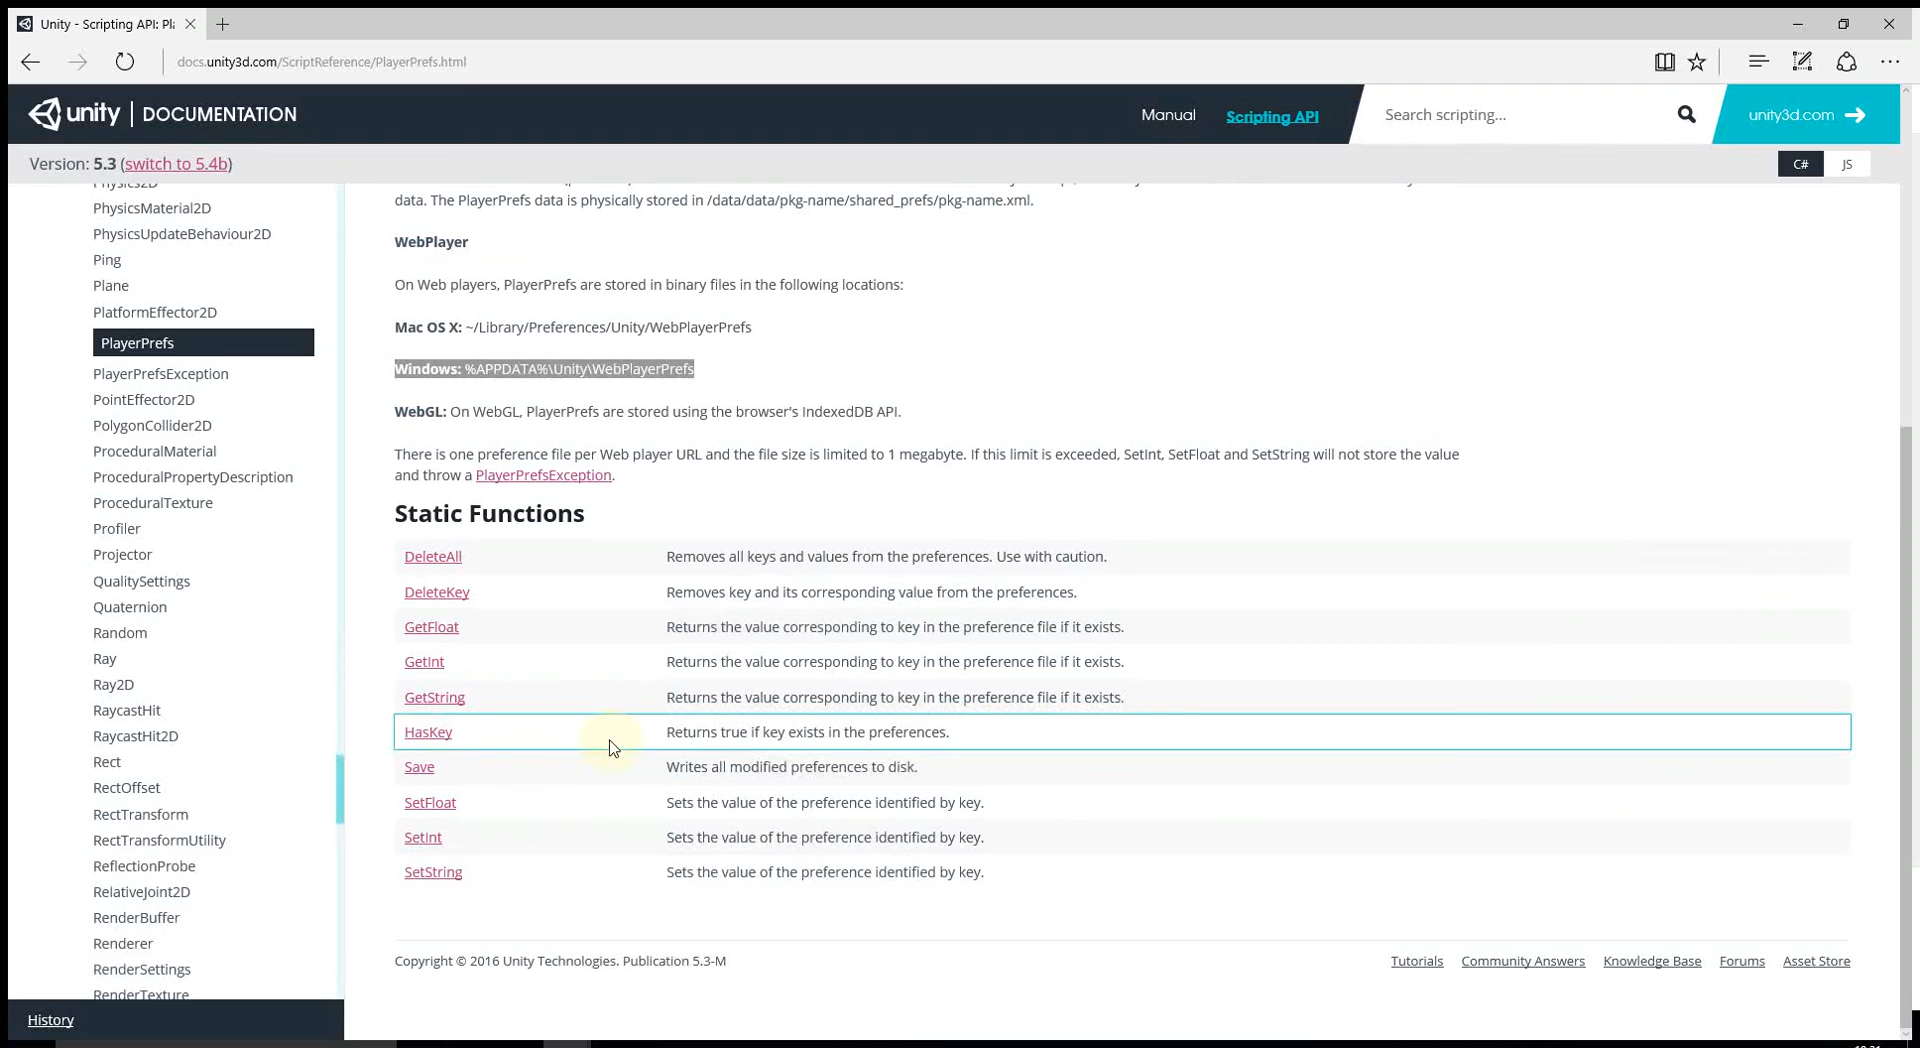 Unity - Scripting API: Pl
docs.unity3d.com/ScriptReference/PlayerPrefs.html
unity | DOCUMENTATION
Manual
Scripting API
Search scripting...
unity3d.com
Version: 5.3 (switch to 5.4b)
C#
JS
Physics2D
PhysicsMaterial2D
PhysicsUpdateBehaviour2D
Ping
Plane
PlatformEffector2D
PlayerPrefs
PlayerPrefsException
PointEffector2D
PolygonCollider2D
ProceduralMaterial
ProceduralPropertyDescription
ProceduralTexture
Profiler
Projector
QualitySettings
Quaternion
Random
Ray
Ray2D
RaycastHit
RaycastHit2D
Rect
RectOffset
RectTransform
RectTransformUtility
ReflectionProbe
RelativeJoint2D
RenderBuffer
Renderer
RenderSettings
RenderTexture
History
data. The PlayerPrefs data is physically stored in /data/data/pkg-name/shared_prefs/pkg-name.xml.
WebPlayer
On Web players, PlayerPrefs are stored in binary files in the following locations:
Mac OS X: ~/Library/Preferences/Unity/WebPlayerPrefs
Windows: %APPDATA%\Unity\WebPlayerPrefs
WebGL: On WebGL, PlayerPrefs are stored using the browser's IndexedDB API.
There is one preference file per Web player URL and the file size is limited to 1 megabyte. If this limit is exceeded, SetInt, SetFloat and SetString will not store the value
and throw a PlayerPrefsException.
Static Functions
DeleteAll Removes all keys and values from the preferences. Use with caution.
DeleteKey Removes key and its corresponding value from the preferences.
GetFloat Returns the value corresponding to key in the preference file if it exists.
GetInt Returns the value corresponding to key in the preference file if it exists.
GetString Returns the value corresponding to key in the preference file if it exists.
HasKey Returns true if key exists in the preferences.
Save Writes all modified preferences to disk.
SetFloat Sets the value of the preference identified by key.
SetInt Sets the value of the preference identified by key.
SetString Sets the value of the preference identified by key.
Copyright © 2016 Unity Technologies. Publication 5.3-M
Tutorials Community Answers Knowledge Base Forums Asset Store